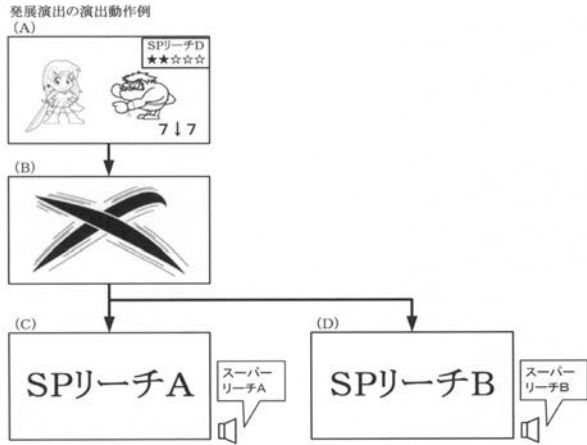 発展演出の演出動作例
(A)
SPリーチD
★★☆☆☆
7↓7
(B)
(C)
SPリーチA
スーパー
リーチA
(D)
SPリーチB
スーパー
リーチB